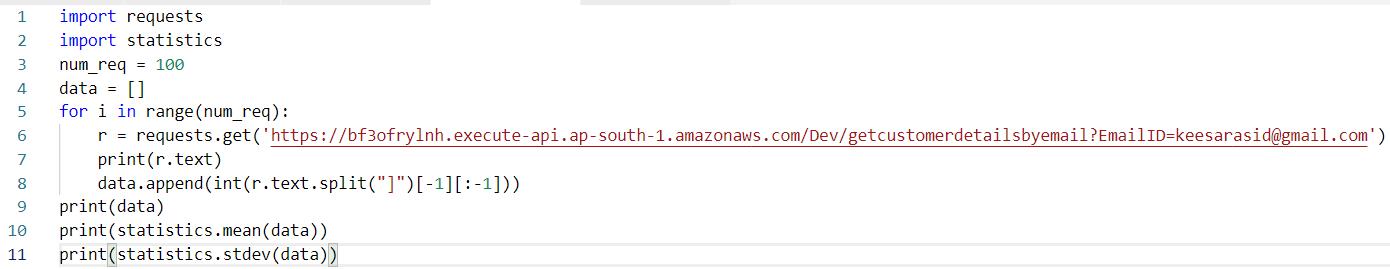 1 import requests
2 import statistics
3 num_req = 100
4 data = []
5 for i in range(num_req):
6 r = requests.get('https://bf3ofrylnh.execute-api.ap-south-1.amazonaws.com/Dev/getcustomerdetailsbyemail?EmailID=keesarasid@gmail.com')
7 print(r.text)
8 data.append(int(r.text.split("]")[-1][:-1]))
9 print(data)
10 print(statistics.mean(data))
11 print(statistics.stdev(data))